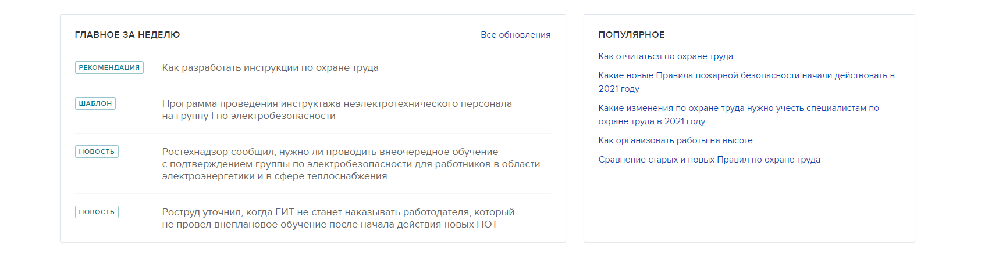 ГЛАВНОЕ ЗА НЕДЕЛЮ
Все обновления
РЕКОМЕНДАЦИЯ
Как разработать инструкции по охране труда
ШАБЛОН
Программа проведения инструктажа неэлектротехнического персонала
на группу I по электробезопасности
НОВОСТЬ
Ростехнадзор сообщил, нужно ли проводить внеочередное обучение
с подтверждением группы по электробезопасности для работников в области
электроэнергетики и в сфере теплоснабжения
НОВОСТЬ
Роструд уточнил, когда ГИТ не станет наказывать работодателя, который
не провел внеплановое обучение после начала действия новых ПОТ
ПОПУЛЯРНОЕ
Как отчитаться по охране труда
Какие новые Правила пожарной безопасности начали действовать в
2021 году
Какие изменения по охране труда нужно учесть специалистам по
охране труда в 2021 году
Как организовать работы на высоте
Сравнение старых и новых Правил по охране труда